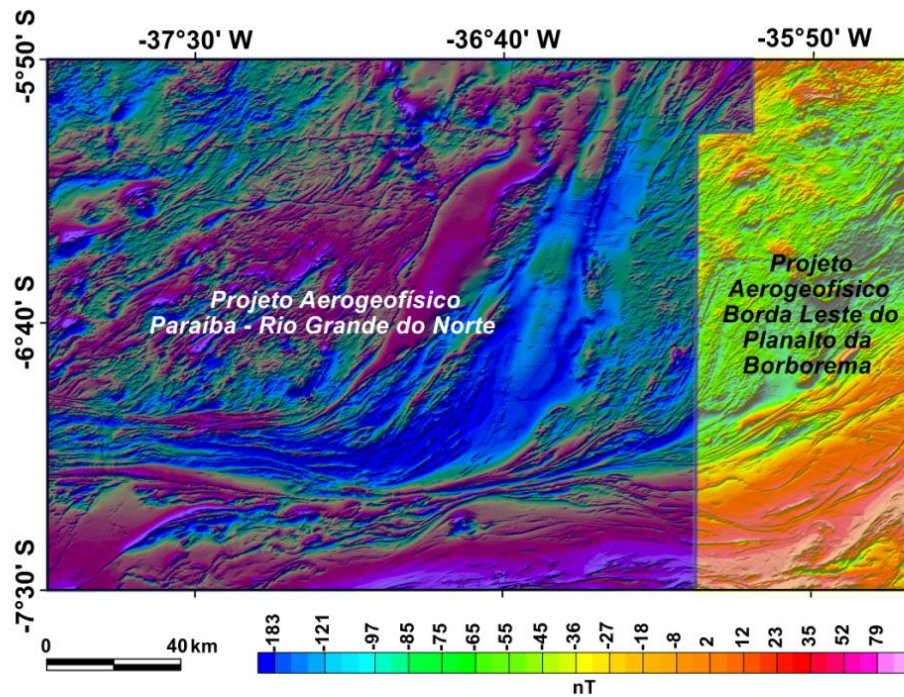 -37°30' W
-36°40' W
-35°50' W
-5°50' S
-6°40' S
-7°30' S
Projeto Aerogeofísico
Paraíba - Rio Grande do Norte
Projeto
Aerogeofísico
Borda Leste do
Planalto da
Borborema
0 40 km
-183 -121 -97 -85 -75 -65 -55 -45 -36 -27 -18 -8 2 12 23 35 52 79
nT